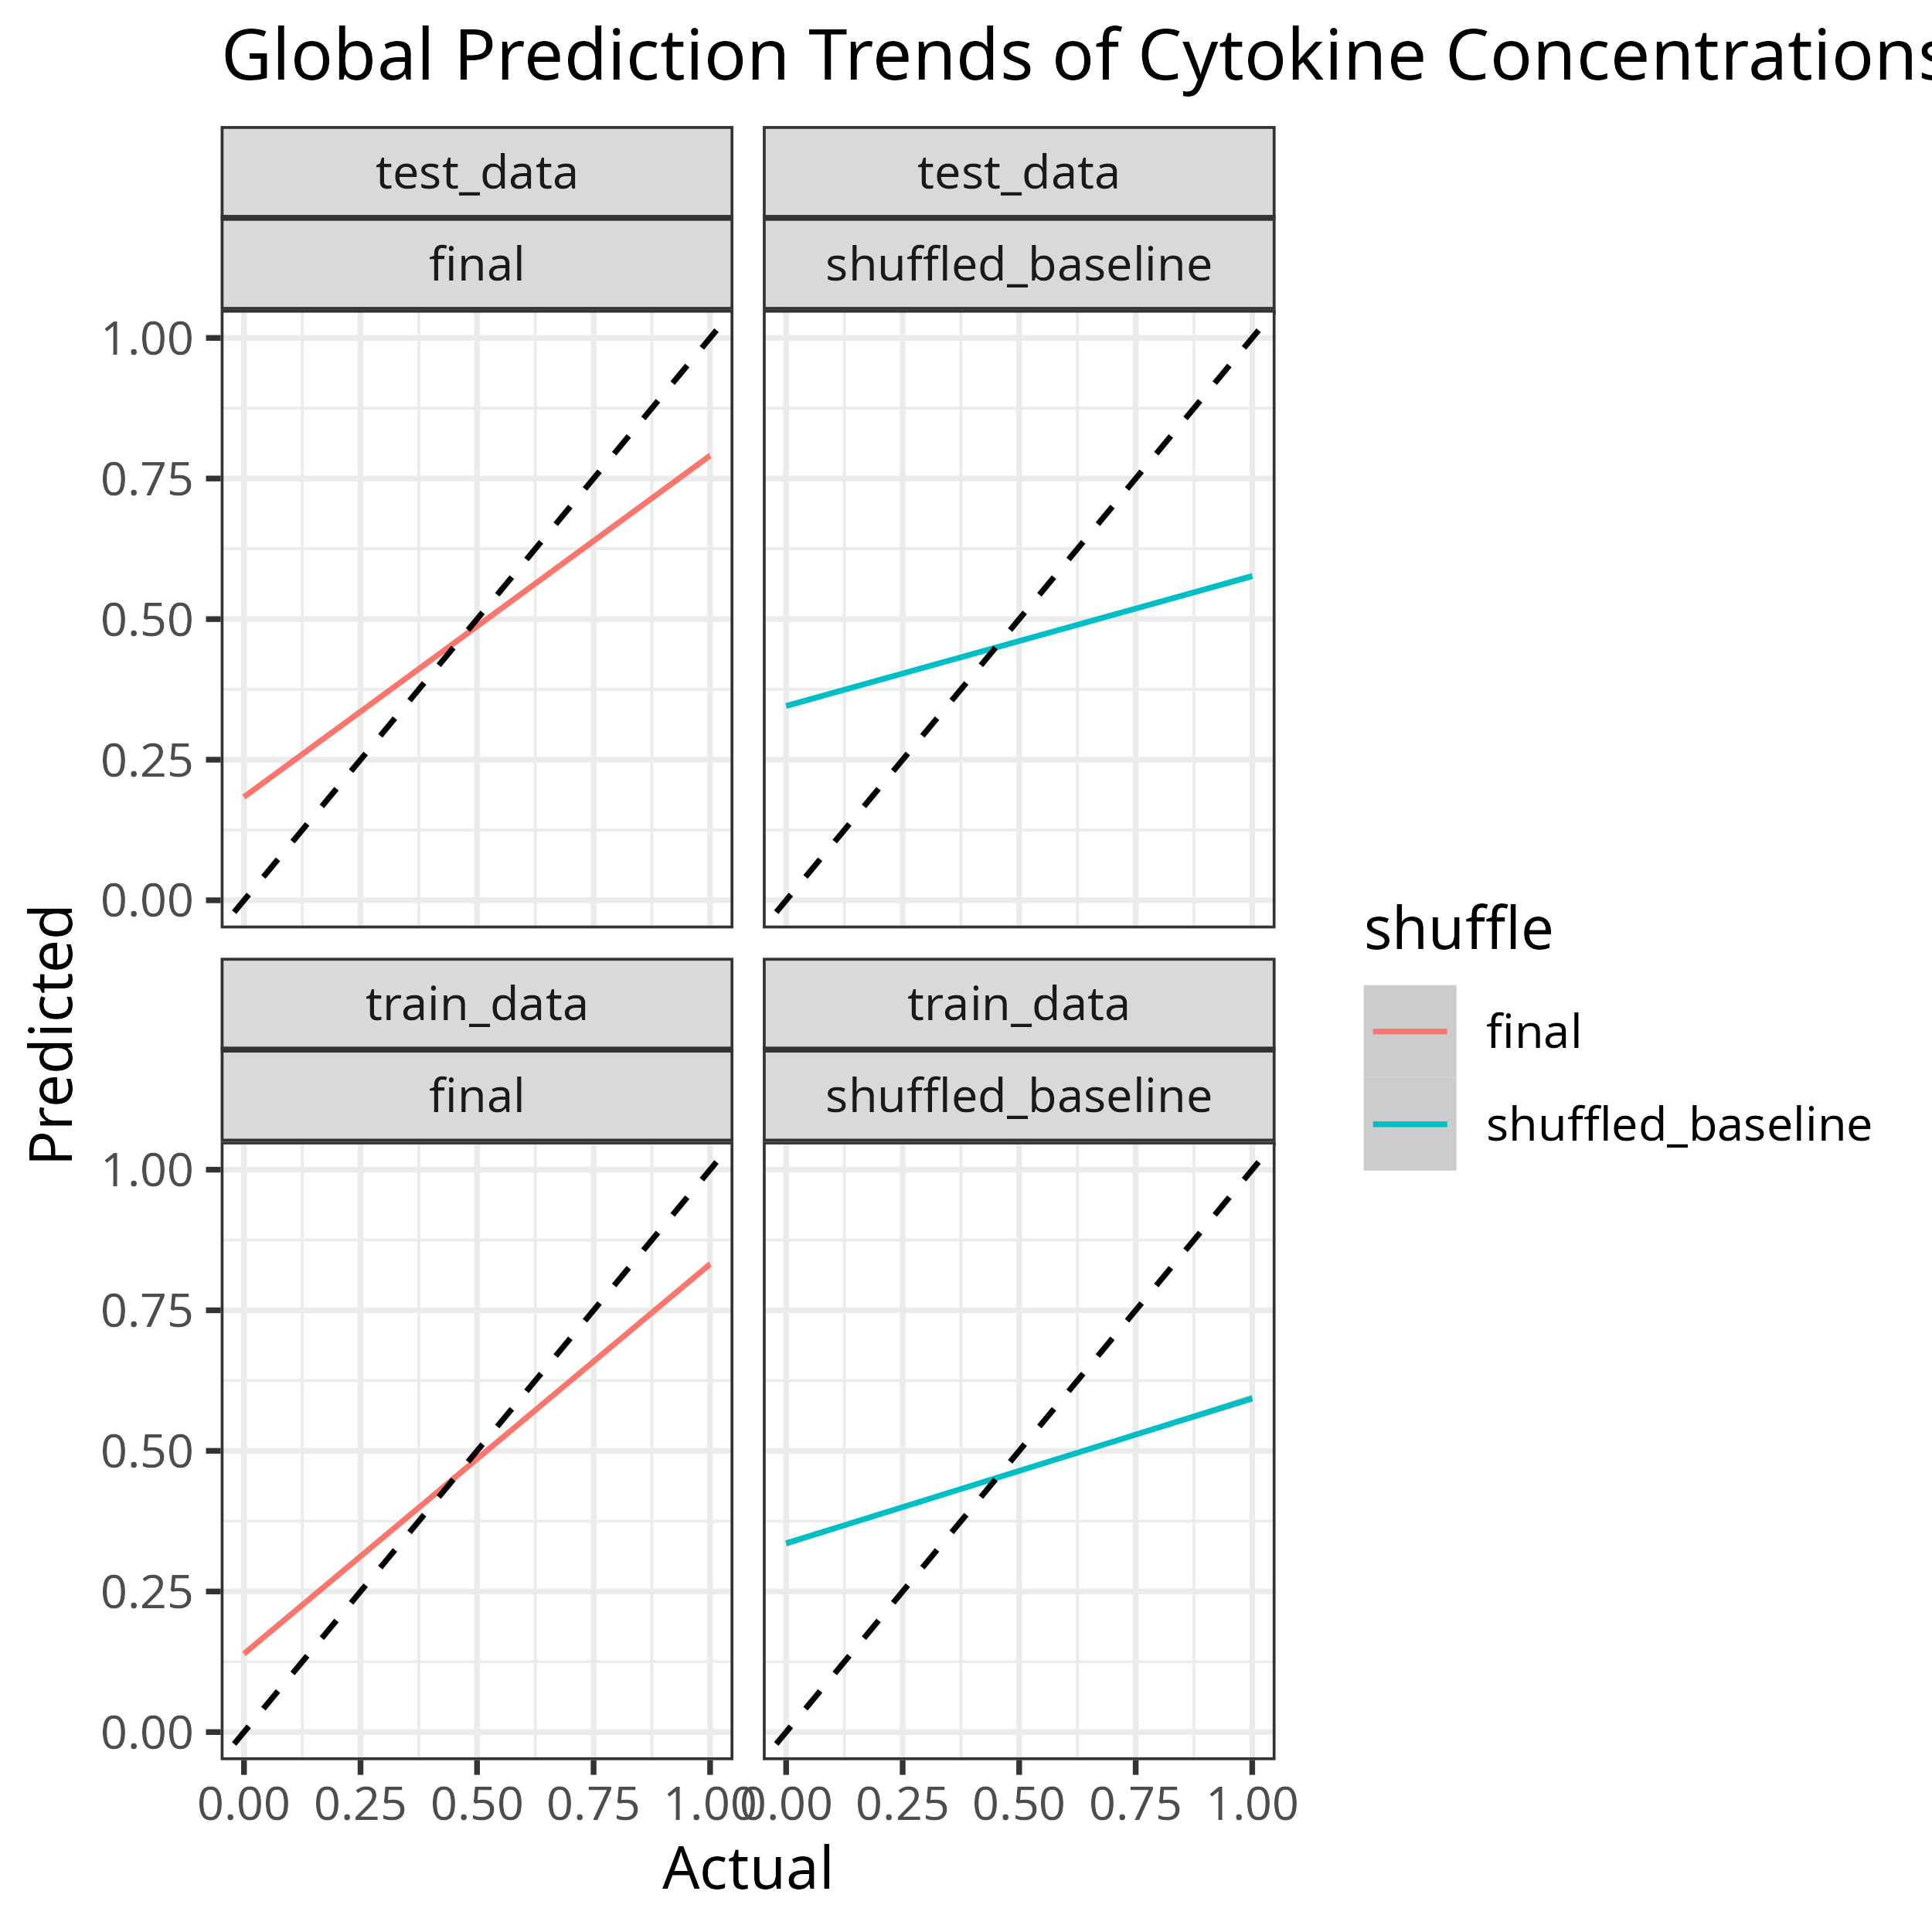 Global Prediction Trends of Cytokine Concentrations
test_data
test_data
final
shuffled_baseline
1.00
0.75
0.50
0.25
0.00
Predicted
train_data
train_data
final
shuffled_baseline
1.00
0.75
0.50
0.25
0.00
0.00 0.25 0.50 0.75 1.00
0.00 0.25 0.50 0.75 1.00
Actual
shuffle
final
shuffled_baseline